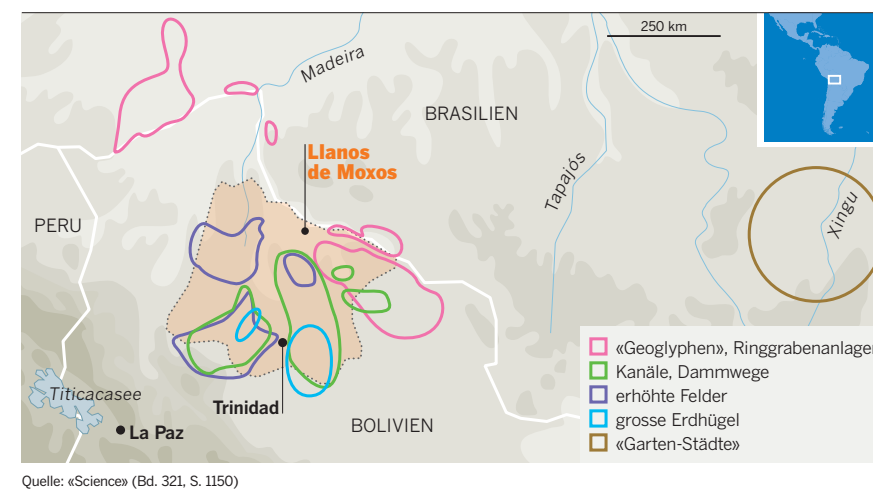 250 km
Madeira
BRASILIEN
Llanos
de Moxos
Tapajós
Xingu
PERU
«Geoglyphen», Ringgrabenanlagen
Kanäle, Dammwege
erhöhte Felder
grosse Erdhügel
«Garten-Städte»
Titicacasee
Trinidad
La Paz
BOLIVIEN
Quelle: «Science» (Bd. 321, S. 1150)